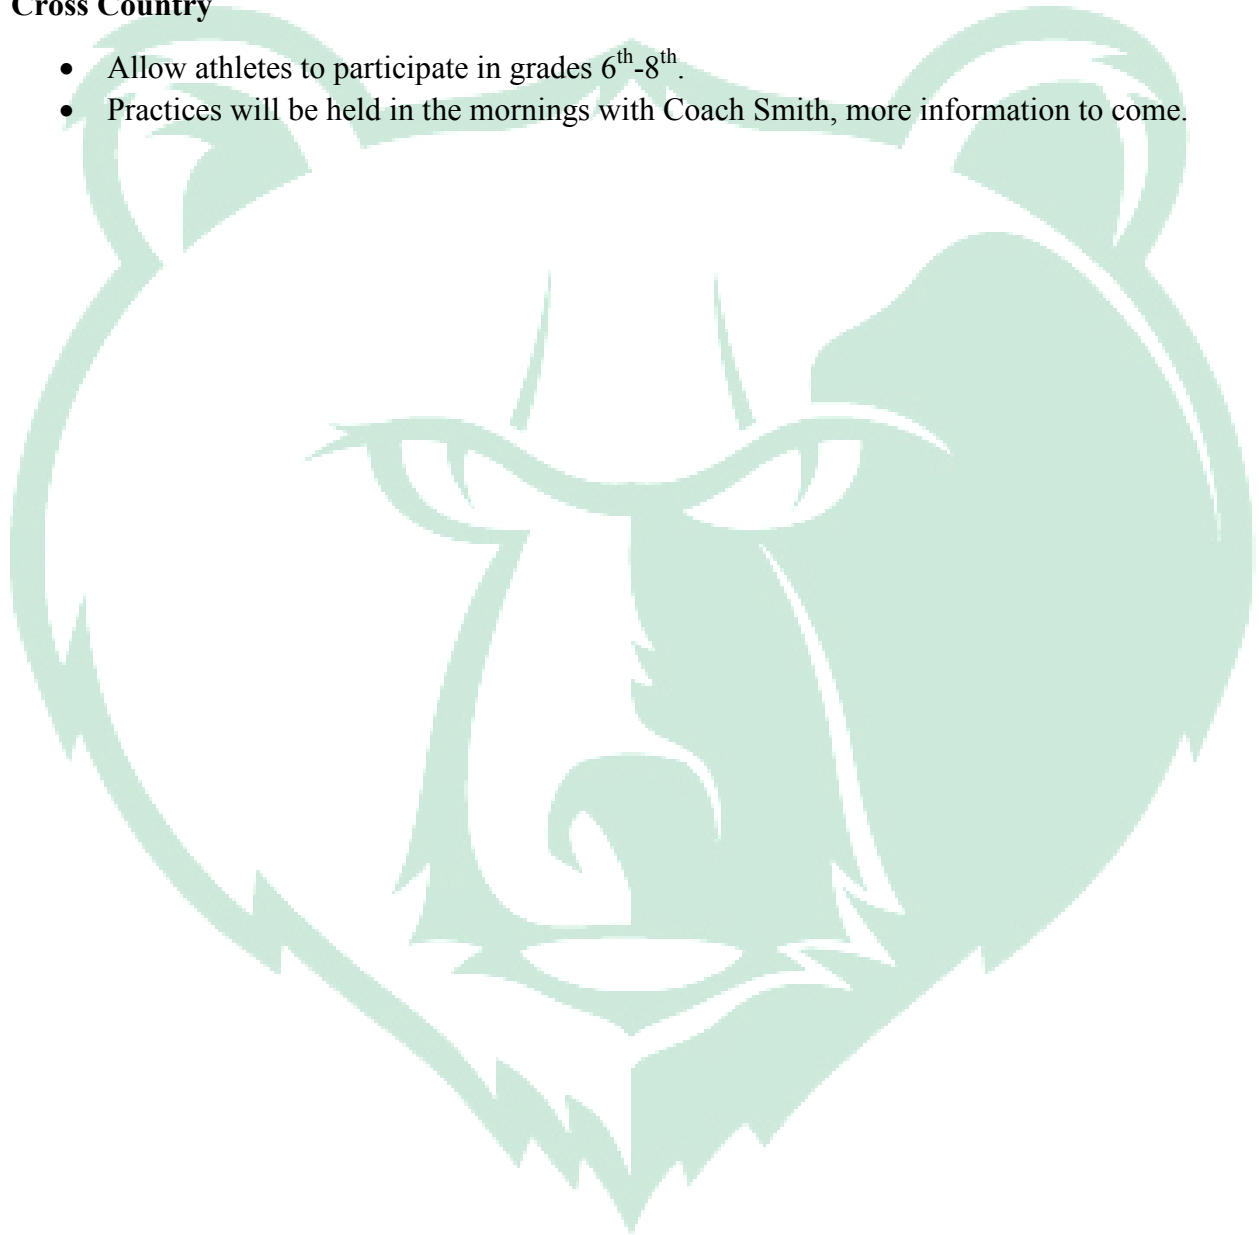 Cross Country
• Allow athletes to participate in grades 6th-8th.
• Practices will be held in the mornings with Coach Smith, more information to come.